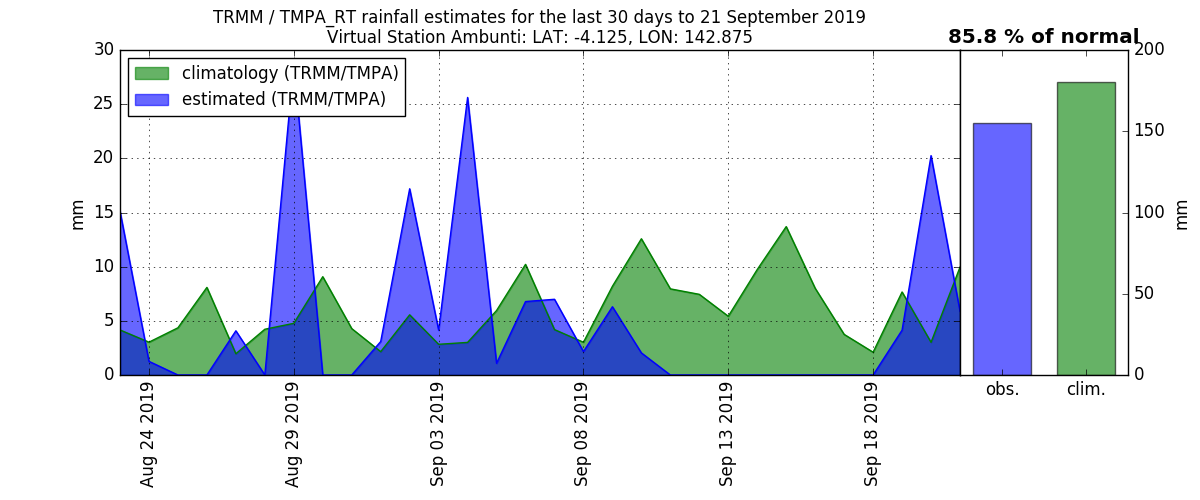 TRMM / TMPA_RT rainfall estimates for the last 30 days to 21 September 2019
Virtual Station Ambunti: LAT: -4.125, LON: 142.875
85.8 % of normal
climatology (TRMM/TMPA)
estimated (TRMM/TMPA)
30
25
20
15
10
5
0
mm
200
150
100
50
0
mm
Aug 24 2019
Aug 29 2019
Sep 03 2019
Sep 08 2019
Sep 13 2019
Sep 18 2019
obs.
clim.